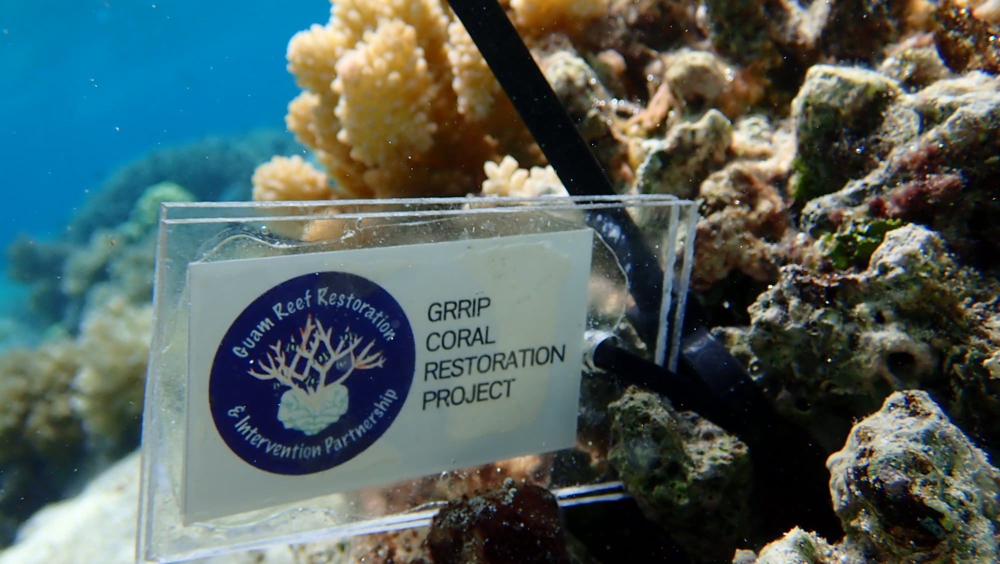 Guam Reef Restoration
& Intervention Partnership
GRRIP
CORAL
RESTORATION
PROJECT